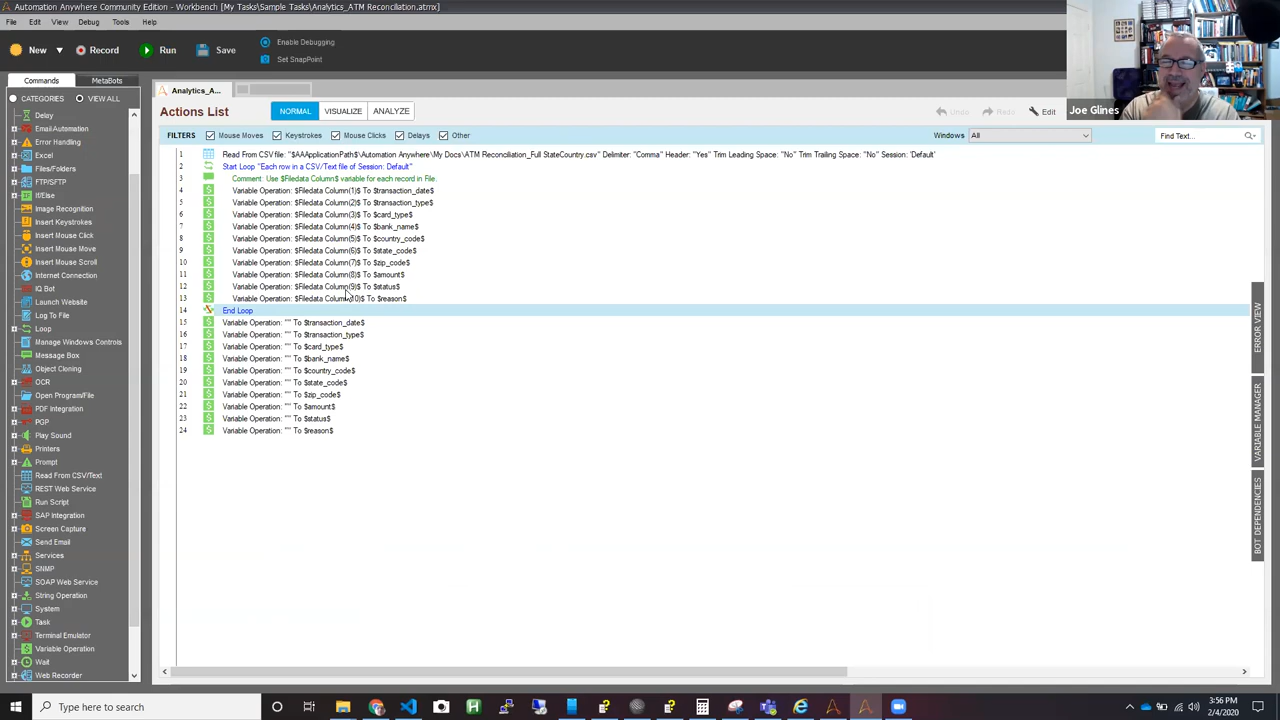 Automation Anywhere Community Edition - Workbench [My Tasks\Sample Tasks\Analytics_ATM Reconciliation.atmx]
File Edit View Debug Tools Help
New Record Run Save
Enable Debugging
Set SnapPoint
Joe Glines
Commands MetaBots
CATEGORIES VIEW ALL
Delay
Email Automation
Error Handling
Excel
Files/Folders
FTP/SFTP
If/Else
Image Recognition
Insert Keystrokes
Insert Mouse Click
Insert Mouse Move
Insert Mouse Scroll
Internet Connection
IQ Bot
Launch Website
Log To File
Loop
Manage Windows Controls
Message Box
Object Cloning
OCR
Open Program/File
PDF Integration
PGP
Play Sound
Printers
Prompt
Read From CSV/Text
REST Web Service
Run Script
SAP Integration
Screen Capture
Send Email
Services
SNMP
SOAP Web Service
String Operation
System
Task
Terminal Emulator
Variable Operation
Wait
Web Recorder
Analytics_A...
Actions List NORMAL VISUALIZE ANALYZE Undo Redo Edit
FILTERS Mouse Moves Keystrokes Mouse Clicks Delays Other Windows All Find Text...
1 Read From CSV file: "$AAApplicationPath$\Automation Anywhere\My Docs\ATM Reconciliation_Full StateCountry.csv" Delimiter: "Comma" Header: "Yes" Trim Leading Space: "No" Trim Trailing Space: "No" Session: 'Default'
2 Start Loop "Each row in a CSV/Text file of Session: Default"
3 Comment: Use $Filedata Column$ variable for each record in File.
4 Variable Operation: $Filedata Column(1)$ To $transaction_date$
5 Variable Operation: $Filedata Column(2)$ To $transaction_type$
6 Variable Operation: $Filedata Column(3)$ To $card_type$
7 Variable Operation: $Filedata Column(4)$ To $bank_name$
8 Variable Operation: $Filedata Column(5)$ To $country_code$
9 Variable Operation: $Filedata Column(6)$ To $state_code$
10 Variable Operation: $Filedata Column(7)$ To $zip_code$
11 Variable Operation: $Filedata Column(8)$ To $amount$
12 Variable Operation: $Filedata Column(9)$ To $status$
13 Variable Operation: $Filedata Column(10)$ To $reason$
14 End Loop
15 Variable Operation: "" To $transaction_date$
16 Variable Operation: "" To $transaction_type$
17 Variable Operation: "" To $card_type$
18 Variable Operation: "" To $bank_name$
19 Variable Operation: "" To $country_code$
20 Variable Operation: "" To $state_code$
21 Variable Operation: "" To $zip_code$
22 Variable Operation: "" To $amount$
23 Variable Operation: "" To $status$
24 Variable Operation: "" To $reason$
ERROR VIEW
VARIABLE MANAGER
BOT DEPENDENCIES
Type here to search
3:56 PM
2/4/2020